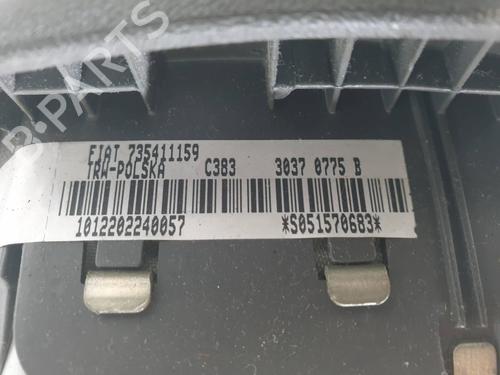 FIAT 735411159
TRW-POLSKA C383 3037 0775 B
1012202240057 *S051570683*
B-PARTS